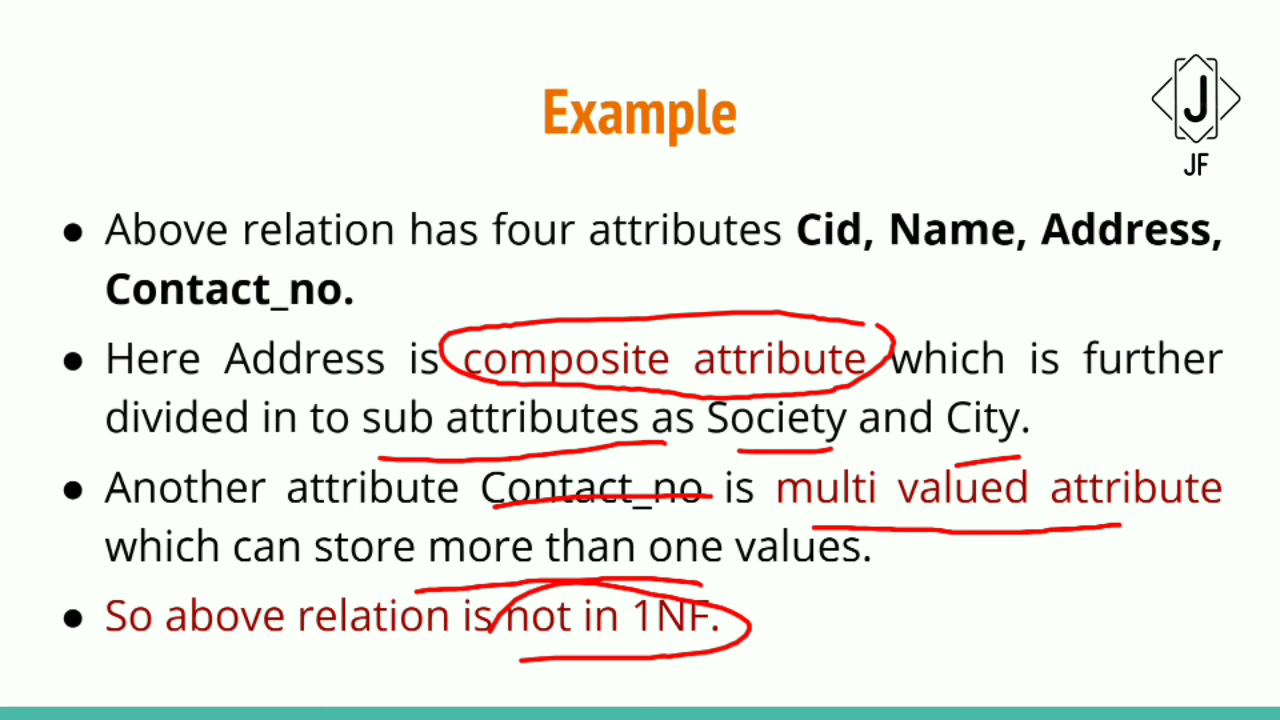 Example
J
JF
● Above relation has four attributes Cid, Name, Address,
Contact_no.
● Here Address is composite attribute which is further
divided in to sub attributes as Society and City.
● Another attribute Contact_no is multi valued attribute
which can store more than one values.
● So above relation is not in 1NF.